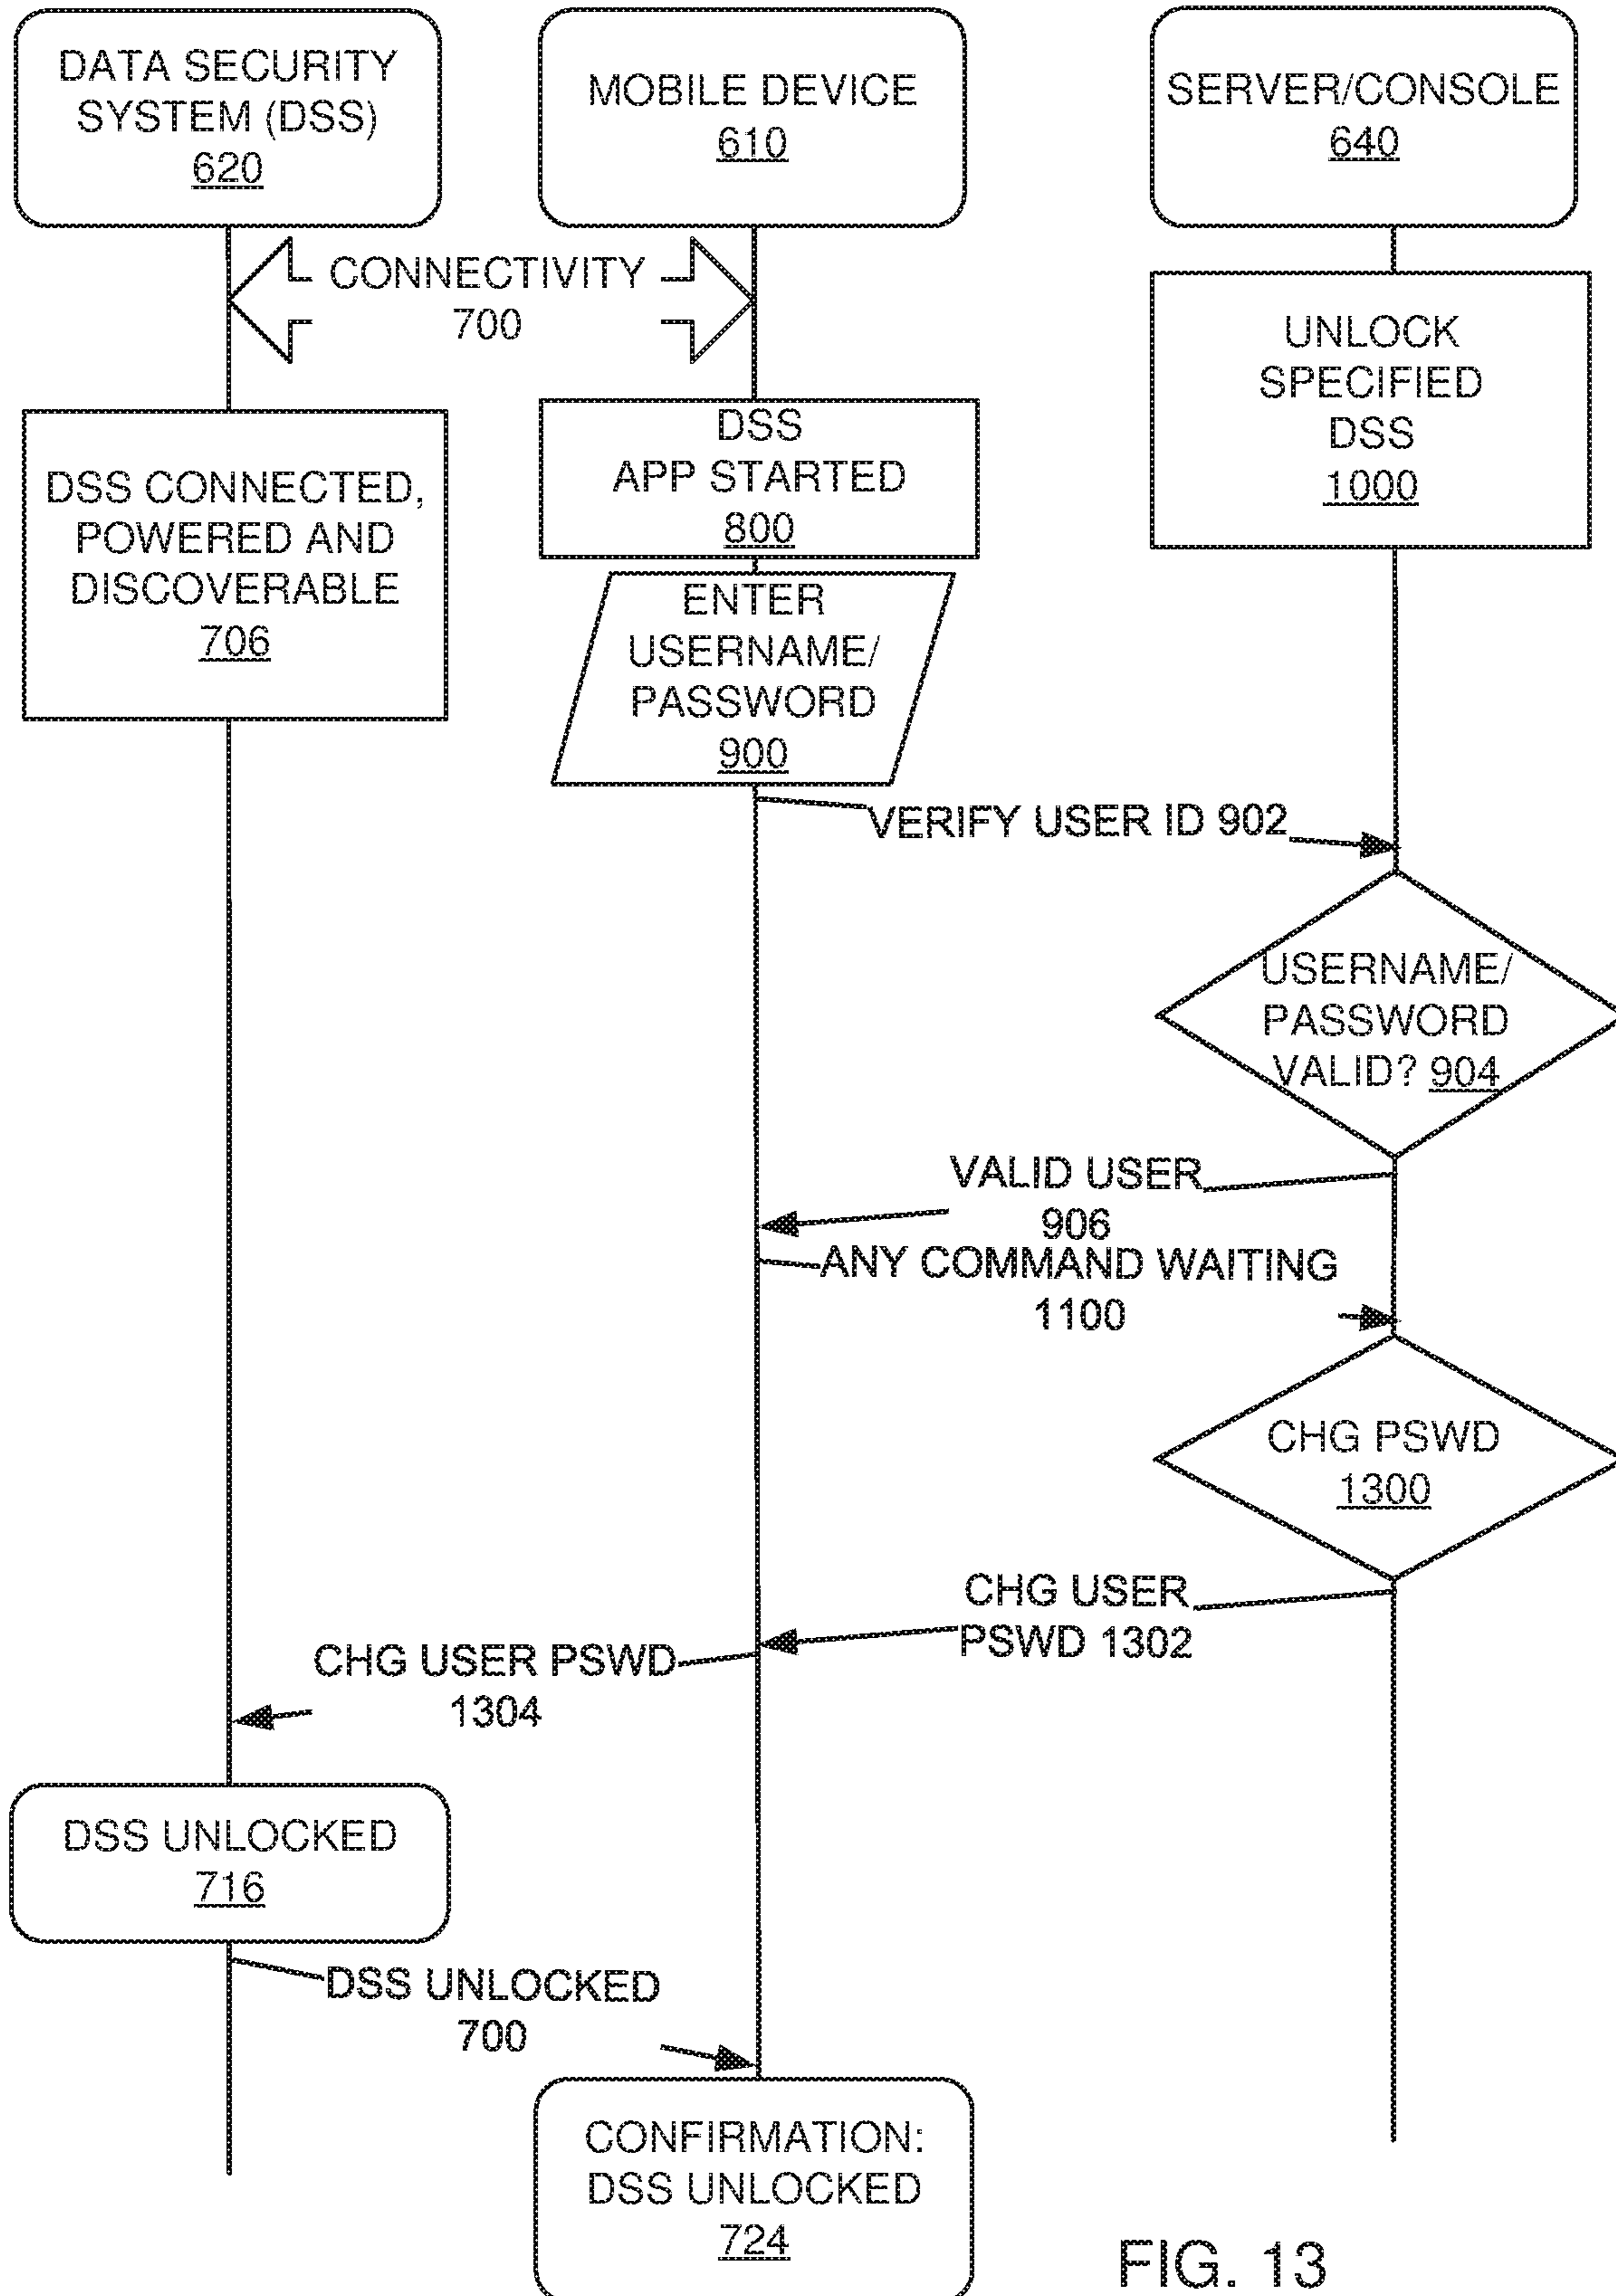 DATA SECURITY
SYSTEM (DSS)
620
MOBILE DEVICE
610
SERVER/CONSOLE
640
CONNECTIVITY
700
UNLOCK
SPECIFIED
DSS
1000
DSS CONNECTED,
POWERED AND
DISCOVERABLE
706
DSS
APP STARTED
800
ENTER
USERNAME/
PASSWORD
900
VERIFY USER ID 902
USERNAME/
PASSWORD
VALID? 904
VALID USER
906
ANY COMMAND WAITING
1100
CHG PSWD
1300
CHG USER
PSWD 1302
CHG USER PSWD
1304
DSS UNLOCKED
716
DSS UNLOCKED
700
CONFIRMATION:
DSS UNLOCKED
724
FIG. 13